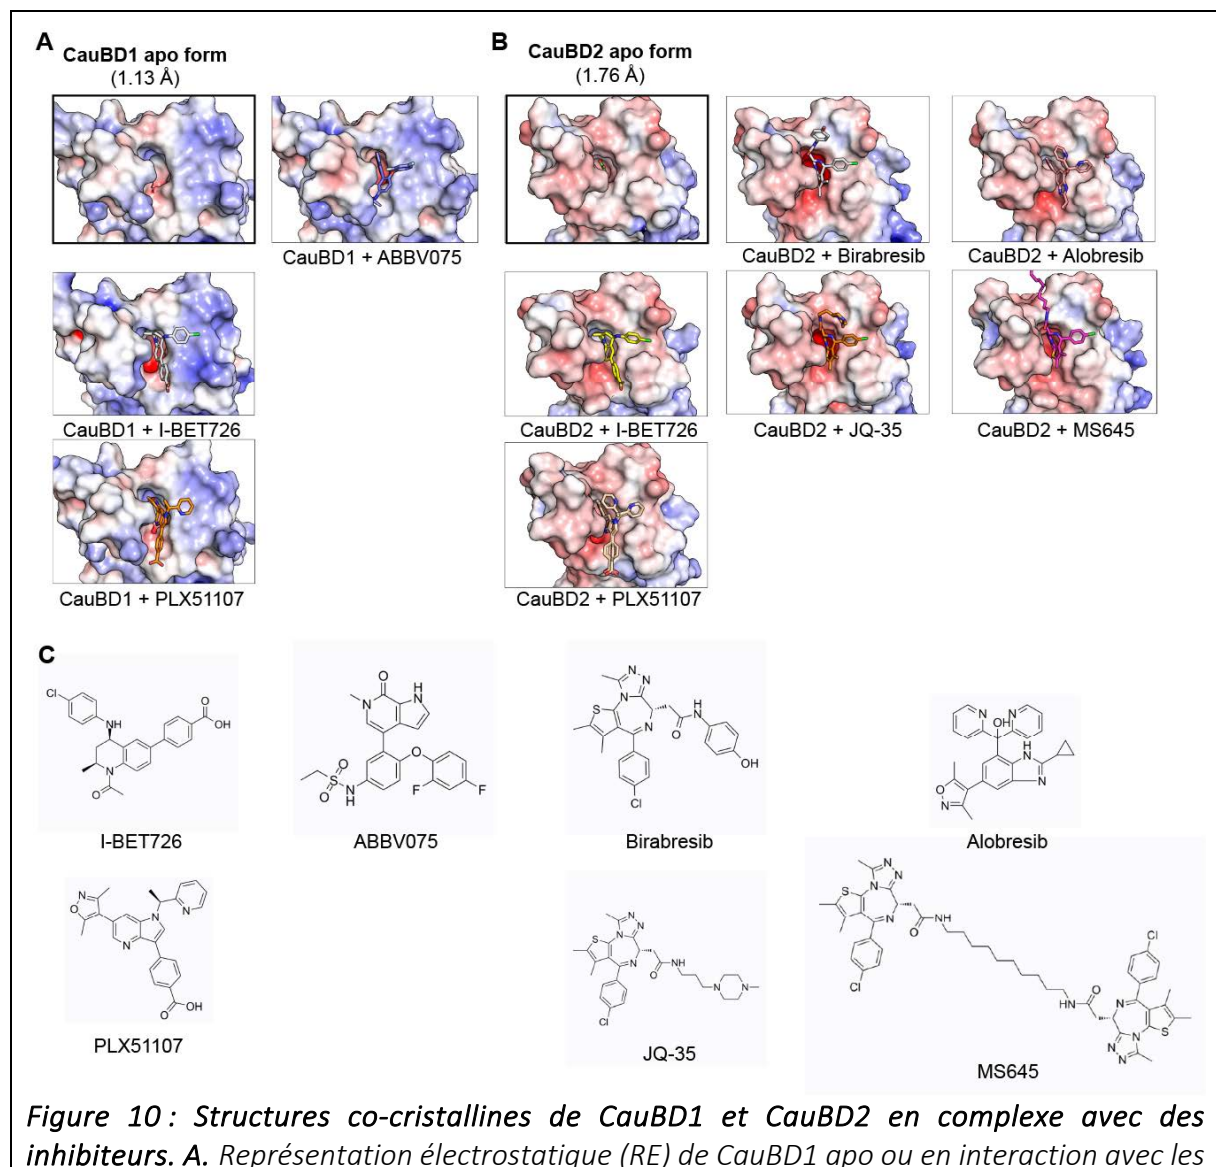 A
CauBD1 apo form
(1.13 Å)
B
CauBD2 apo form
(1.76 Å)
CauBD1 + ABBV075
CauBD2 + Birabresib
CauBD2 + Alobresib
CauBD1 + I-BET726
CauBD2 + I-BET726
CauBD2 + JQ-35
CauBD2 + MS645
CauBD1 + PLX51107
CauBD2 + PLX51107
C
I-BET726
ABBV075
Birabresib
Alobresib
PLX51107
JQ-35
MS645
Figure 10 : Structures co-cristallines de CauBD1 et CauBD2 en complexe avec des
inhibiteurs. A. Représentation électrostatique (RE) de CauBD1 apo ou en interaction avec les